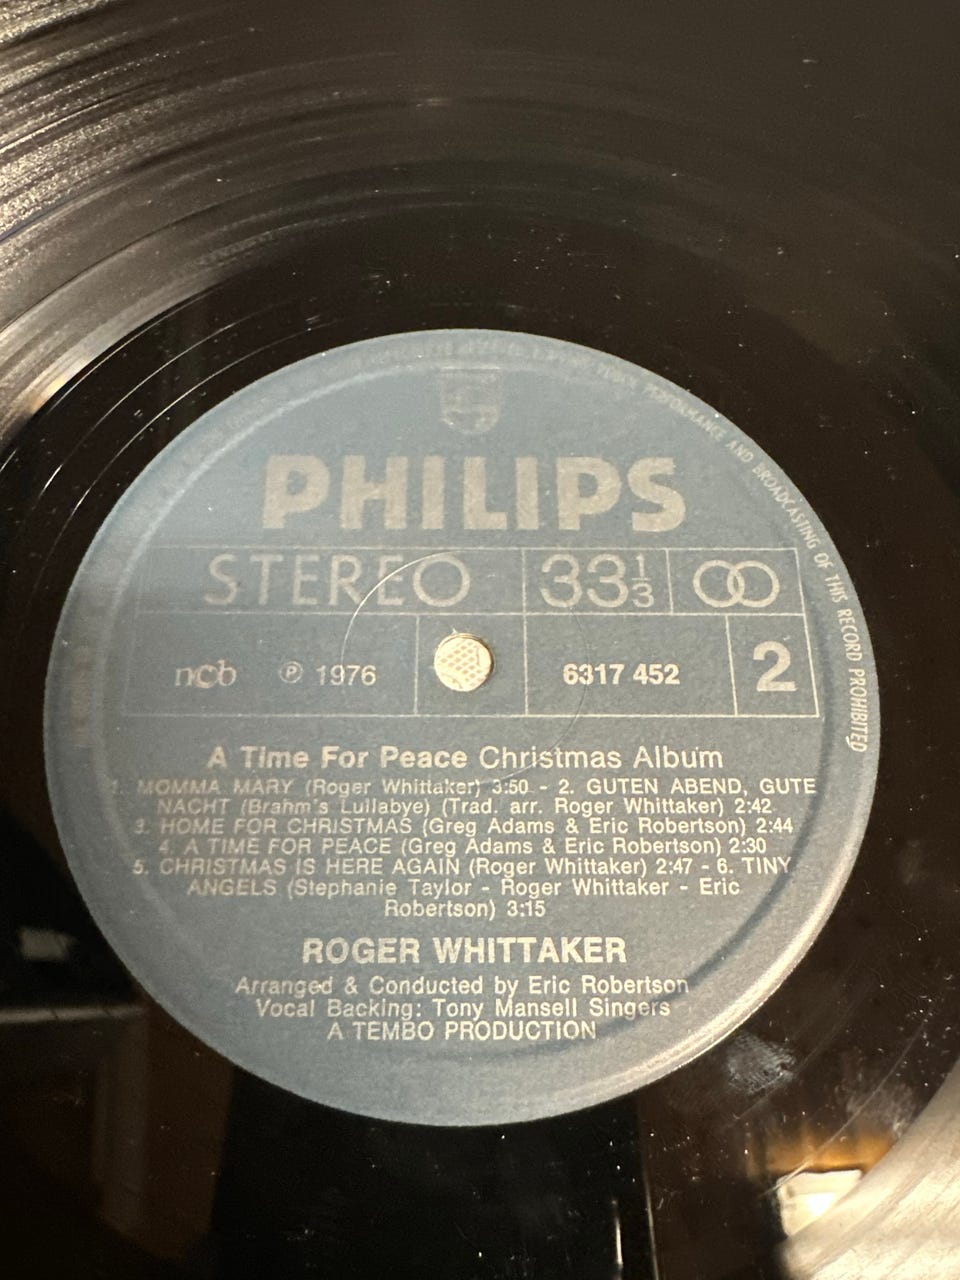 PERFORMANCE AND BROADCASTING OF THIS RECORD PROHIBITED
PHILIPS
STEREO 33⅓
ncb ℗ 1976 6317 452 2
A Time For Peace Christmas Album
1. MOMMA MARY (Roger Whittaker) 3:50 - 2. GUTEN ABEND, GUTE
NACHT (Brahm's Lullabye) (Trad. arr. Roger Whittaker) 2:42
3. HOME FOR CHRISTMAS (Greg Adams & Eric Robertson) 2:44
4. A TIME FOR PEACE (Greg Adams & Eric Robertson) 2:30
5. CHRISTMAS IS HERE AGAIN (Roger Whittaker) 2:47 - 6. TINY
ANGELS (Stephanie Taylor - Roger Whittaker - Eric
Robertson) 3:15
ROGER WHITTAKER
Arranged & Conducted by Eric Robertson
Vocal Backing: Tony Mansell Singers
A TEMBO PRODUCTION